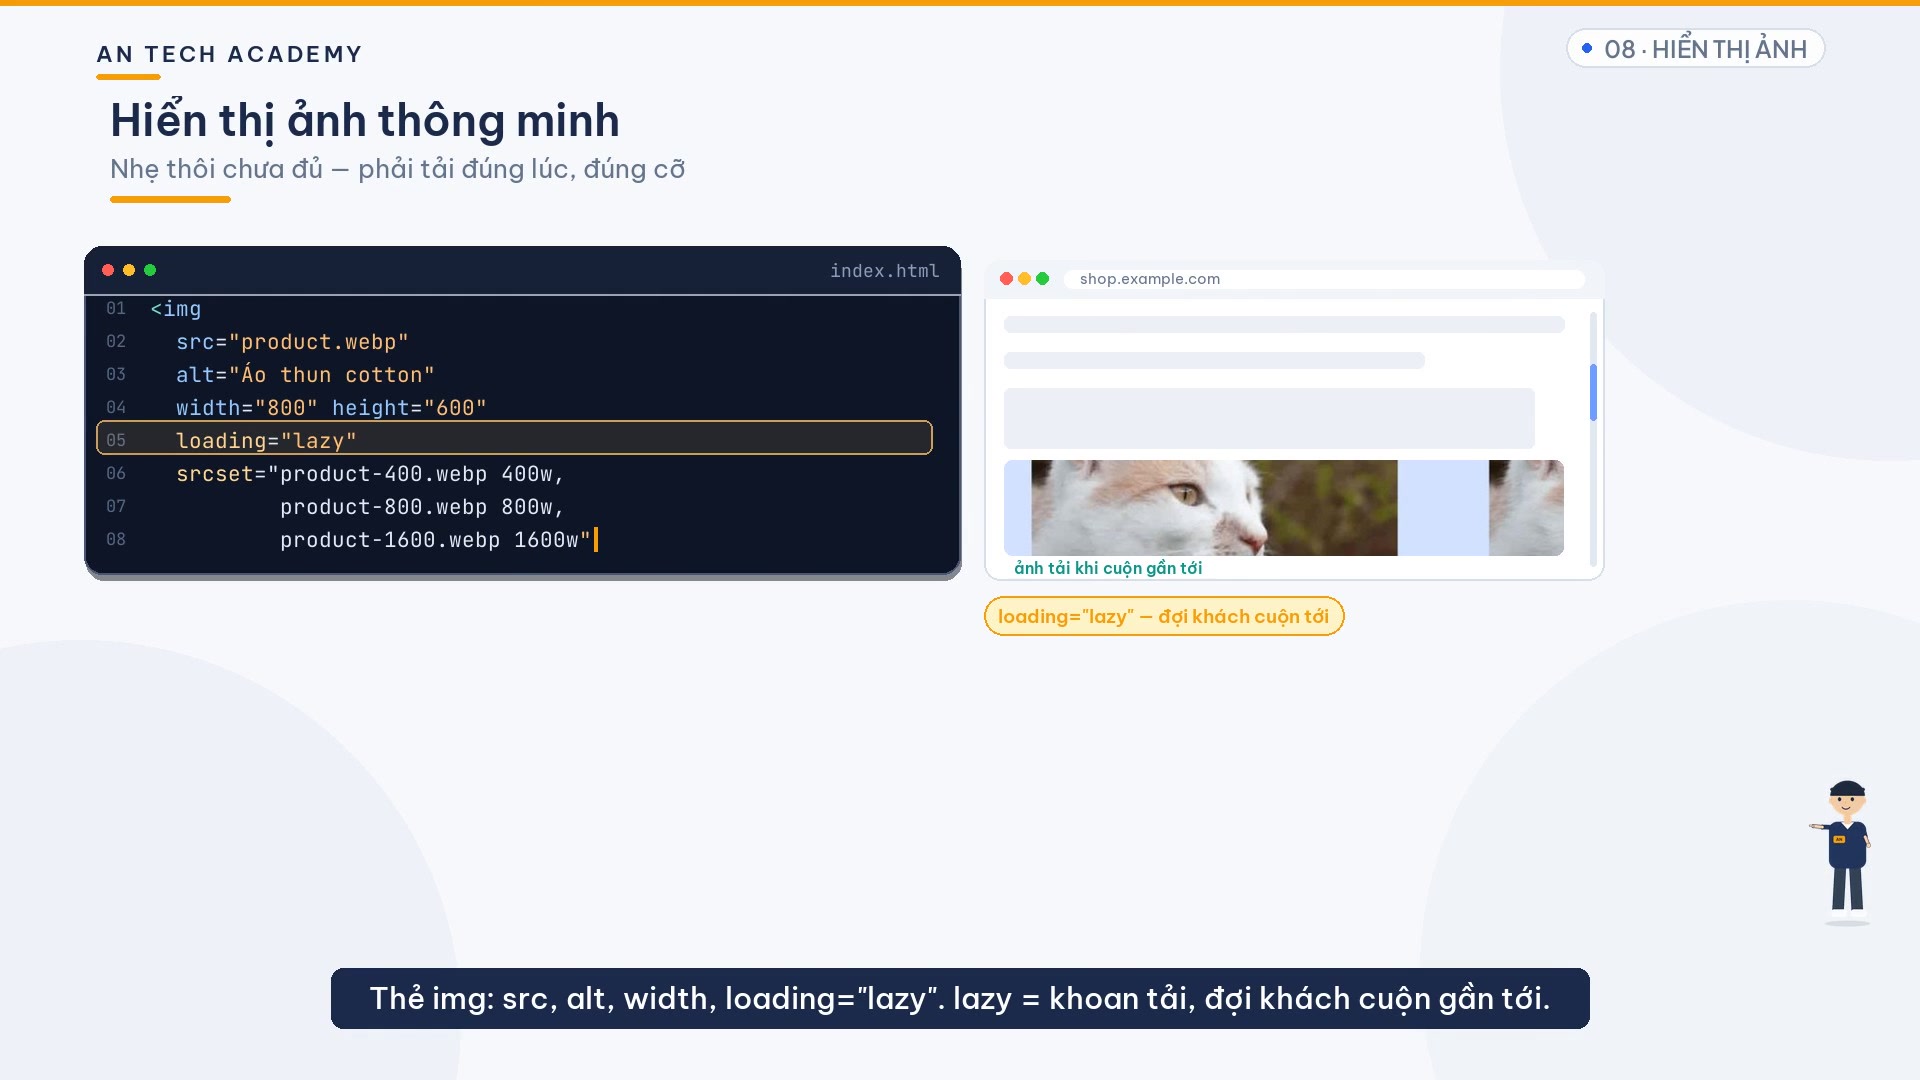 AN TECH ACADEMY
08 · HIỂN THỊ ẢNH
Hiển thị ảnh thông minh
Nhẹ thôi chưa đủ — phải tải đúng lúc, đúng cỡ
index.html
01 <img
02 src="product.webp"
03 alt="Áo thun cotton"
04 width="800" height="600"
05 loading="lazy"
06 srcset="product-400.webp 400w,
07 product-800.webp 800w,
08 product-1600.webp 1600w"
shop.example.com
ảnh tải khi cuộn gần tới
loading="lazy" — đợi khách cuộn tới
Thẻ img: src, alt, width, loading="lazy". lazy = khoan tải, đợi khách cuộn gần tới.